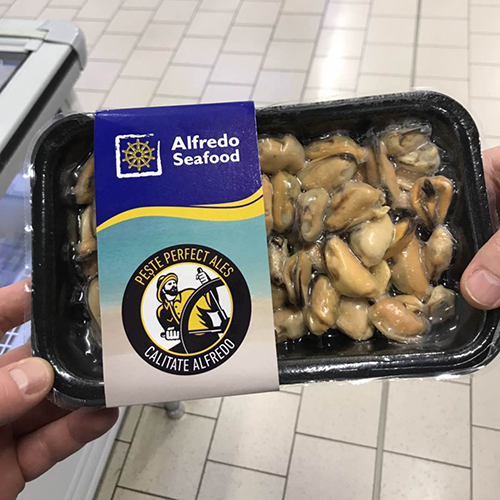 Alfredo
Seafood
PESTE PERFECT ALES
CALITATE ALFREDO